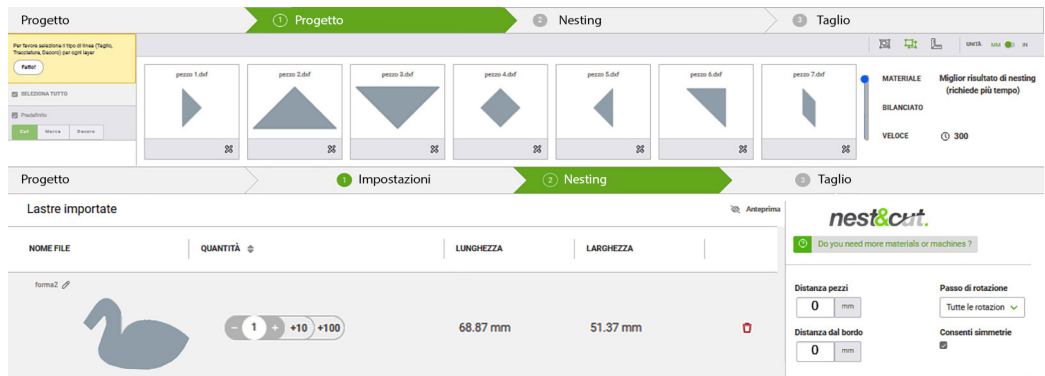 Progetto
1 Progetto
2 Nesting
3 Taglio
Per favore seleziona il tipo di linea (Taglio,
Tracciatura, Decoro) per ogni layer
Fatto!
SELEZIONA TUTTO
Predefinito
Cut Marca Decoro
UNITÀ MM IN
pezzo 1.dxf
pezzo 2.dxf
pezzo 3.dxf
pezzo 4.dxf
pezzo 5.dxf
pezzo 6.dxf
pezzo 7.dxf
MATERIALE
BILANCIATO
VELOCE
Miglior risultato di nesting
(richiede più tempo)
300
Progetto
1 Impostazioni
2 Nesting
3 Taglio
Lastre importate
Anteprima
NOME FILE
QUANTITÀ
LUNGHEZZA
LARGHEZZA
forma2
- 1 + +10 +100
68.87 mm
51.37 mm
nest&cut.
Do you need more materials or machines ?
Distanza pezzi
0 mm
Passo di rotazione
Tutte le rotazion
Distanza dal bordo
0 mm
Consenti simmetrie